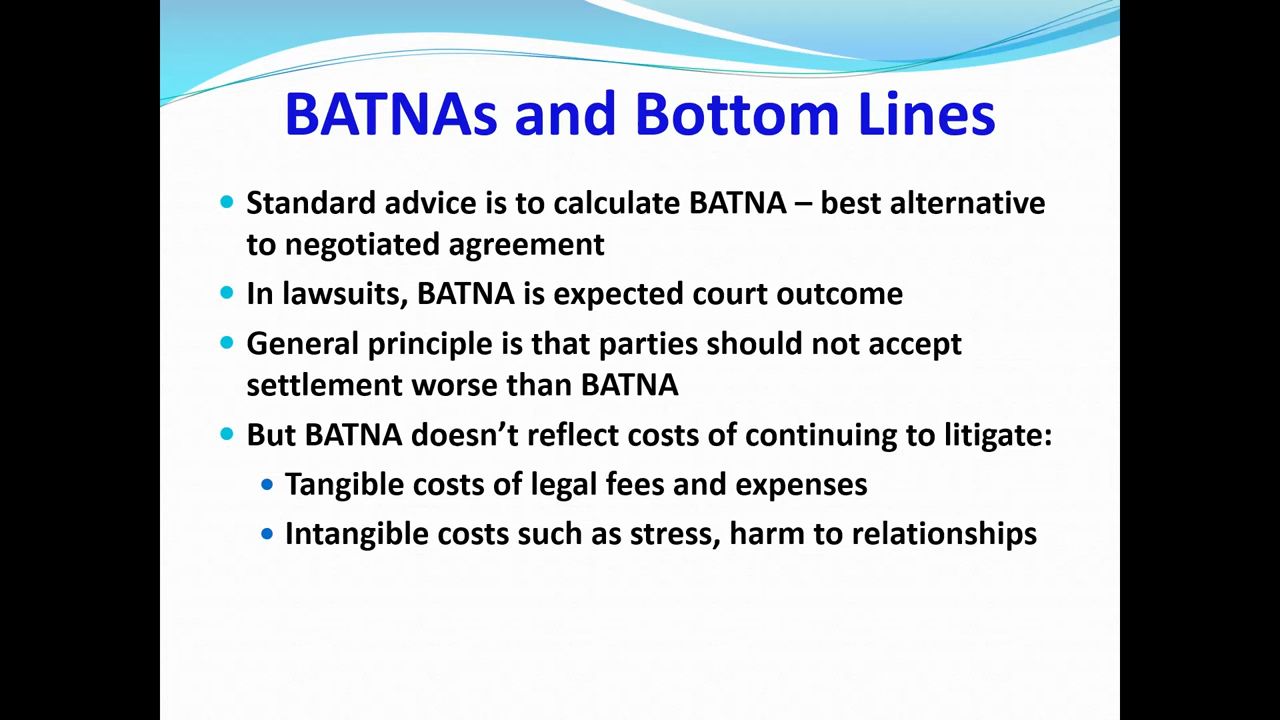 BATNAs and Bottom Lines
• Standard advice is to calculate BATNA – best alternative
to negotiated agreement
• In lawsuits, BATNA is expected court outcome
• General principle is that parties should not accept
settlement worse than BATNA
• But BATNA doesn’t reflect costs of continuing to litigate:
• Tangible costs of legal fees and expenses
• Intangible costs such as stress, harm to relationships